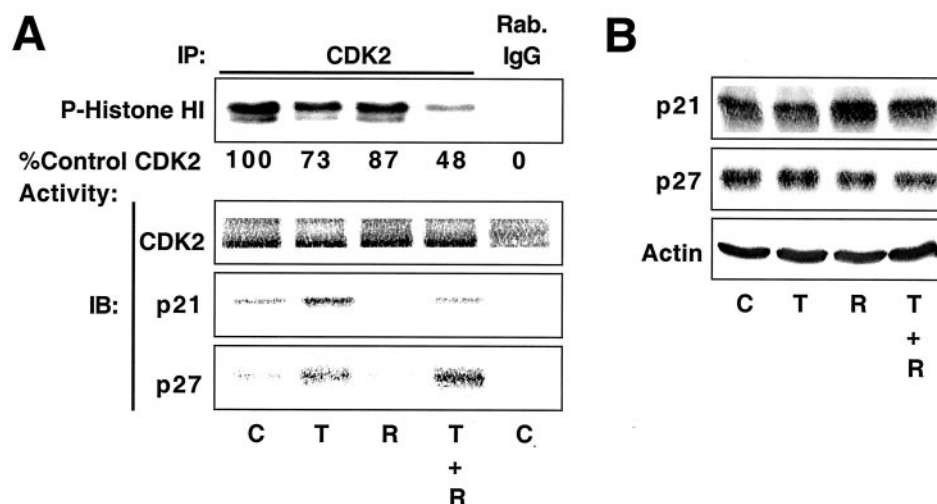 A
B
IP: CDK2 Rab. IgG
P-Histone HI
%Control CDK2 Activity: 100 73 87 48 0
CDK2
IB: p21
p27
C T R T + R C
p21
p27
Actin
C T R T + R